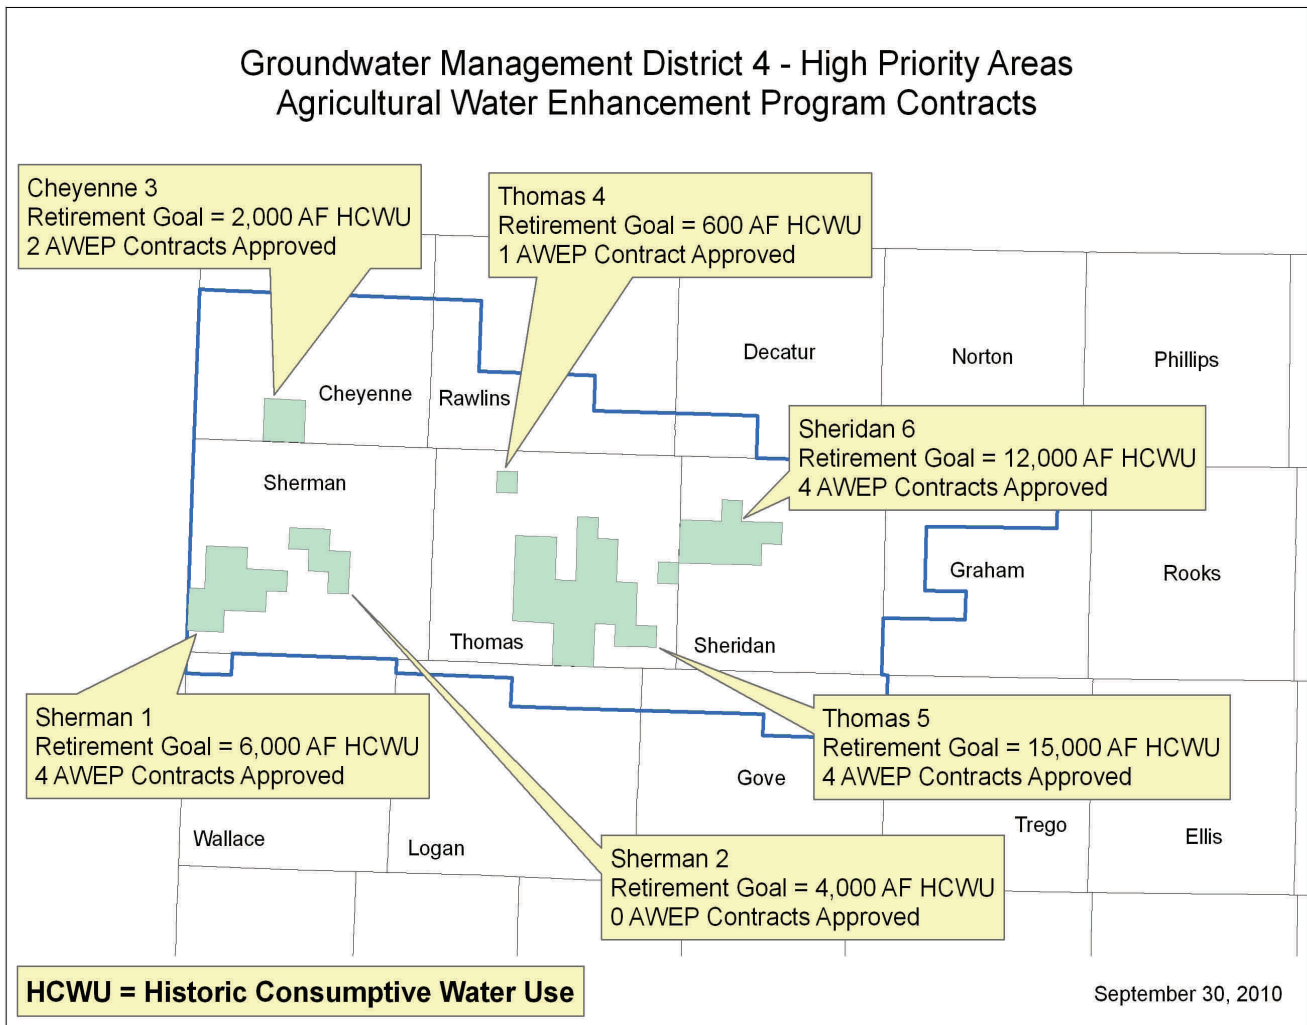 Groundwater Management District 4 - High Priority Areas
Agricultural Water Enhancement Program Contracts
Cheyenne 3
Retirement Goal = 2,000 AF HCWU
2 AWEP Contracts Approved
Thomas 4
Retirement Goal = 600 AF HCWU
1 AWEP Contract Approved
Decatur
Norton
Phillips
Cheyenne
Rawlins
Sheridan 6
Retirement Goal = 12,000 AF HCWU
4 AWEP Contracts Approved
Sherman
Graham
Rooks
Thomas
Sheridan
Sherman 1
Retirement Goal = 6,000 AF HCWU
4 AWEP Contracts Approved
Thomas 5
Retirement Goal = 15,000 AF HCWU
4 AWEP Contracts Approved
Gove
Wallace
Logan
Trego
Ellis
Sherman 2
Retirement Goal = 4,000 AF HCWU
0 AWEP Contracts Approved
HCWU = Historic Consumptive Water Use
September 30, 2010